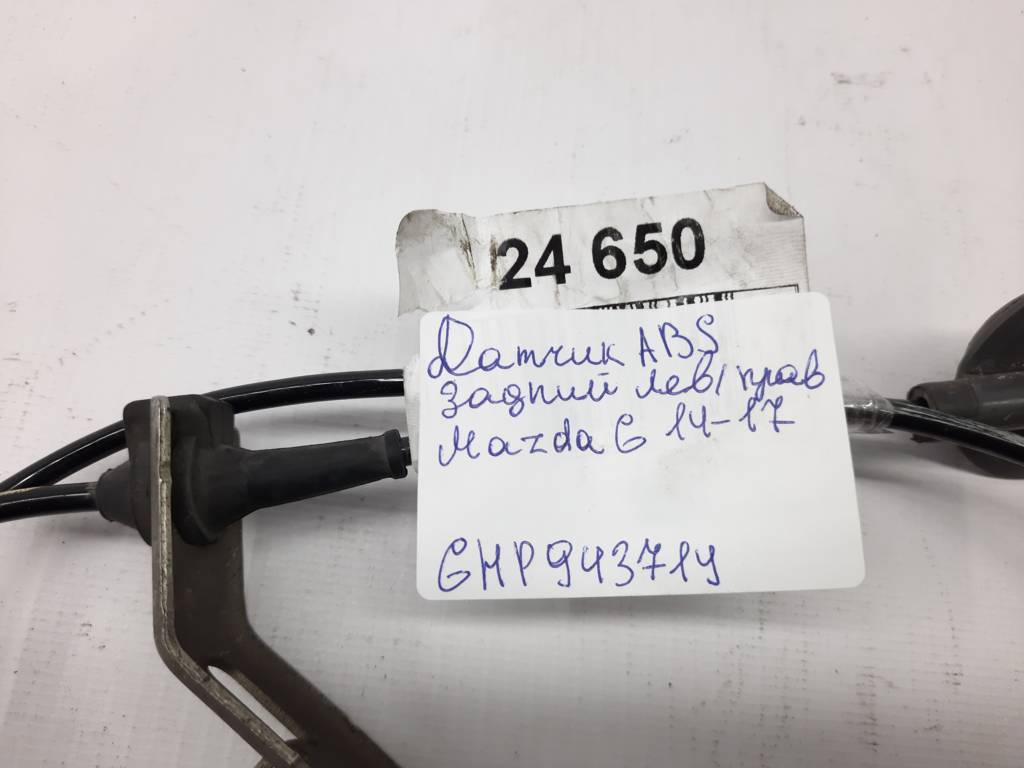 24 650
Датчик ABS
задний лев/прав
Mazda 6 14-17
GHP943714